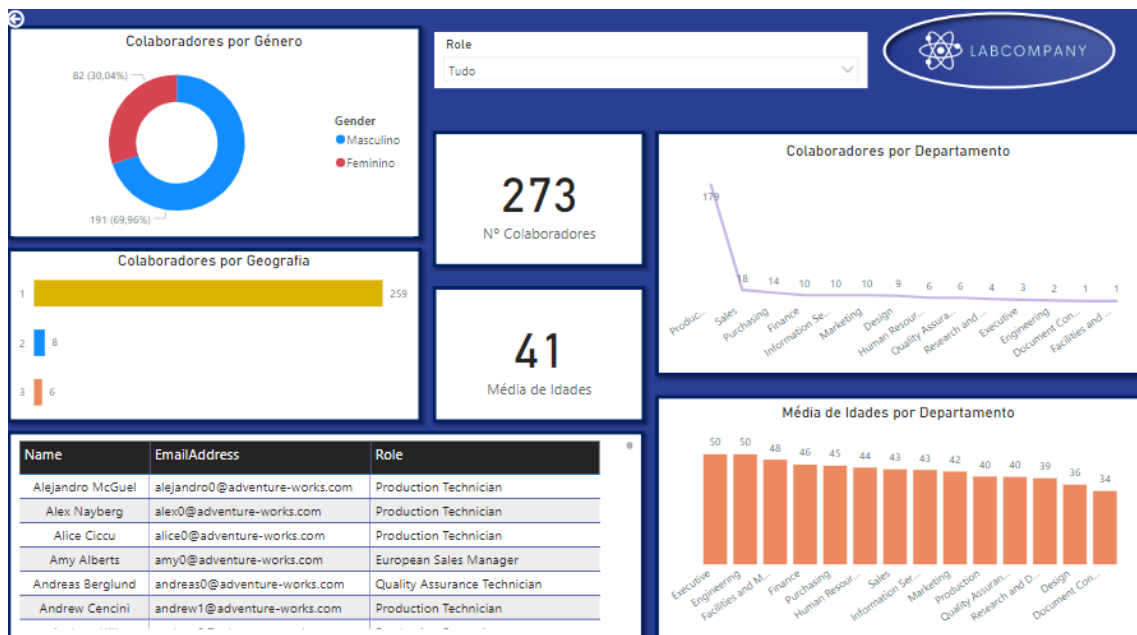 Colaboradores por Género
82 (30,04%)
191 (69,96%)
Gender
Masculino
Feminino
Role
Tudo
LABCOMPANY
273
Nº Colaboradores
Colaboradores por Departamento
179 18 14 10 10 10 9 6 6 4 3 2 1 1
Produc... Sales Purchasing Finance Information Se... Marketing Design Human Resour... Quality Assura... Research and ... Executive Engineering Document Con... Facilities and ...
Colaboradores por Geografia
1 259
2 8
3 6
41
Média de Idades
Média de Idades por Departamento
50 50 48 46 45 44 43 43 42 40 40 39 36 34
Executive Engineering Facilities and M... Finance Purchasing Human Resour... Sales Information Ser... Marketing Production Quality Assuran... Research and D... Design Document Con...
Name EmailAddress Role
Alejandro McGuel alejandro0@adventure-works.com Production Technician
Alex Nayberg alex0@adventure-works.com Production Technician
Alice Ciccu alice0@adventure-works.com Production Technician
Amy Alberts amy0@adventure-works.com European Sales Manager
Andreas Berglund andreas0@adventure-works.com Quality Assurance Technician
Andrew Cencini andrew1@adventure-works.com Production Technician